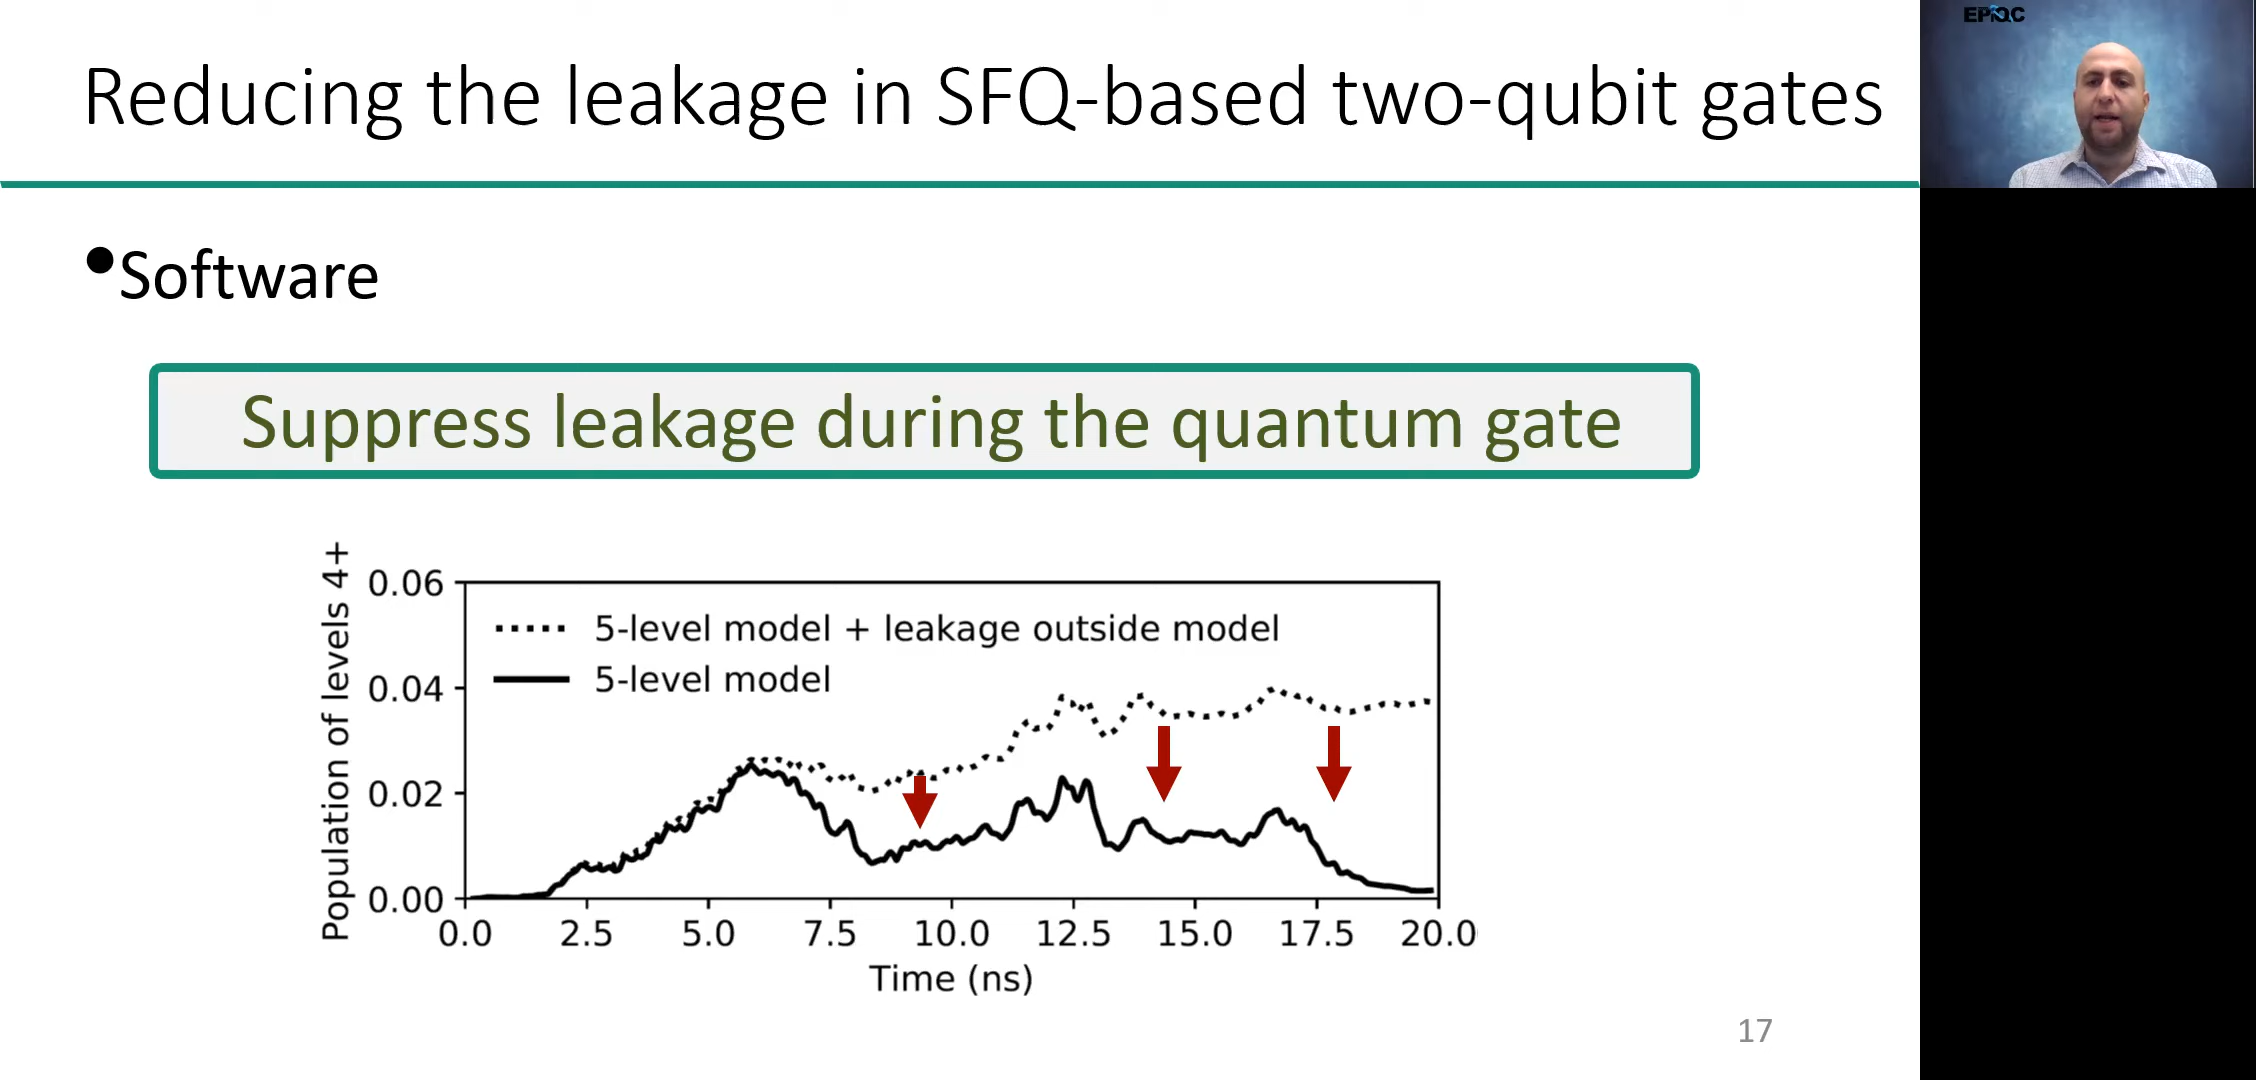 Reducing the leakage in SFQ-based two-qubit gates
EPiQC
•Software
Suppress leakage during the quantum gate
Population of levels 4+
0.06
0.04
0.02
0.00
5-level model + leakage outside model
5-level model
0.0 2.5 5.0 7.5 10.0 12.5 15.0 17.5 20.0
Time (ns)
17